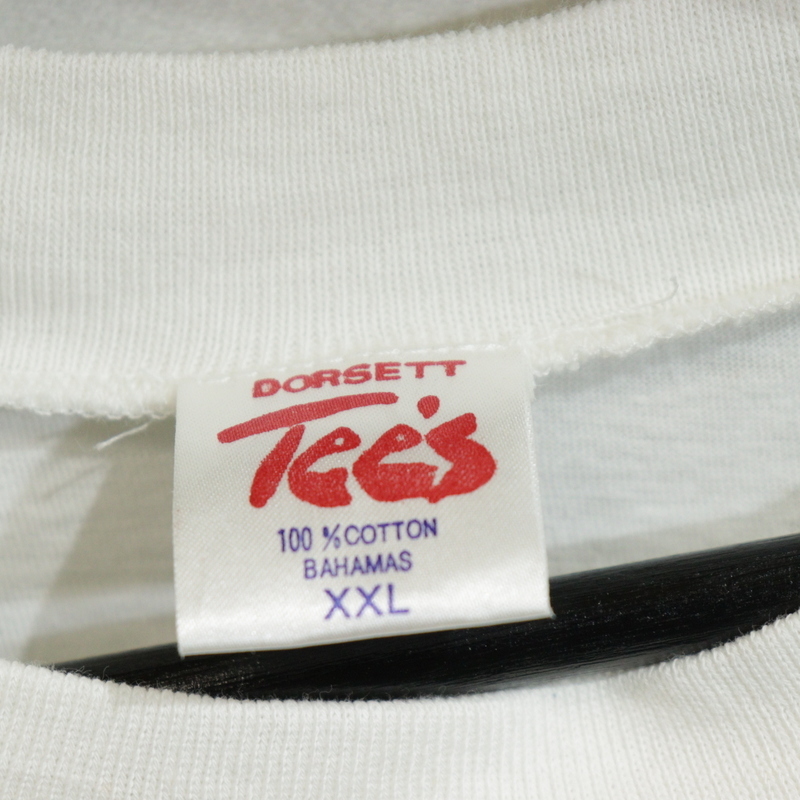 DORSETT
Tee's
100 % COTTON
BAHAMAS
XXL